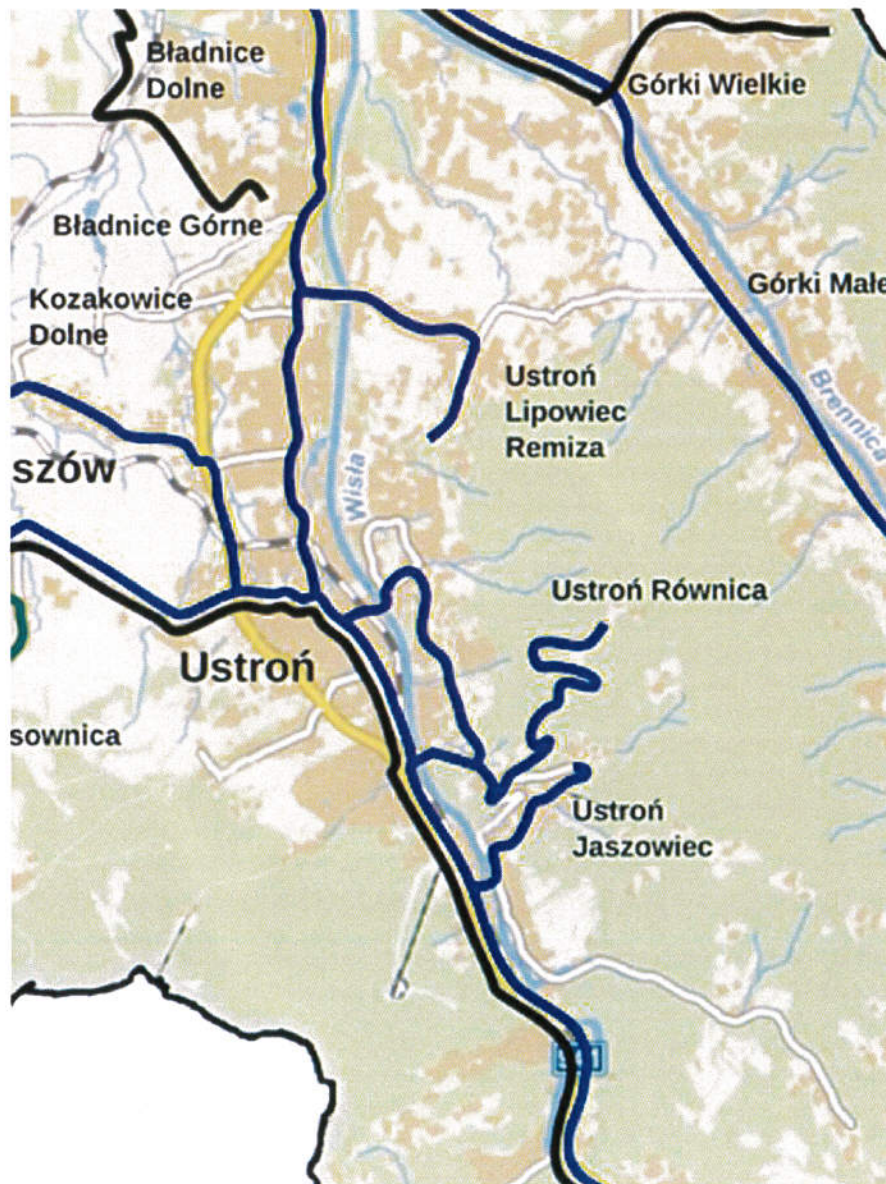 Bładnice
Dolne
Górki Wielkie
Bładnice Górne
Kozakowice
Dolne
Górki Małe
Ustroń
Lipowiec
Remiza
Brennica
szów
Wisła
Ustroń Równica
Ustroń
sownica
Ustroń
Jaszowiec